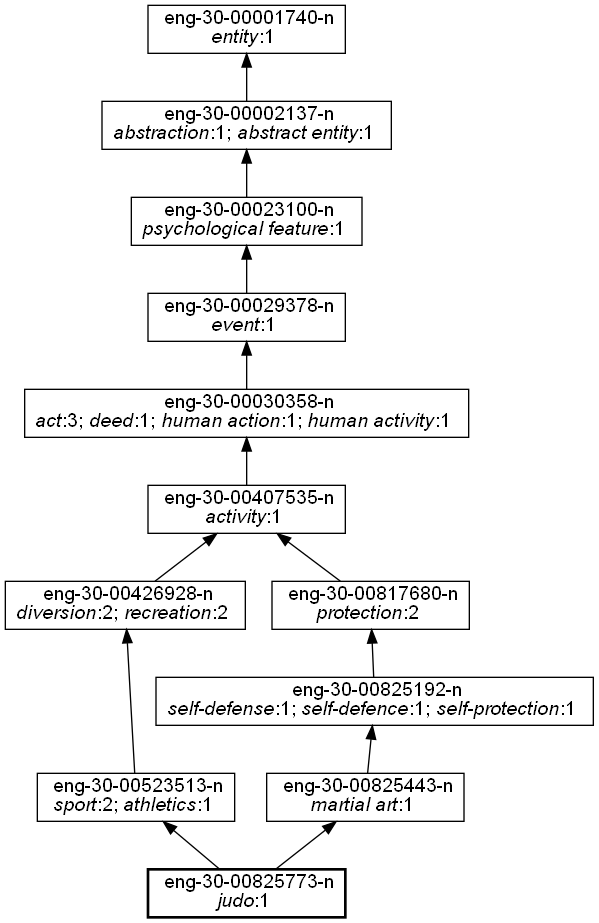 eng-30-00001740-n
entity:1
eng-30-00002137-n
abstraction:1; abstract entity:1
eng-30-00023100-n
psychological feature:1
eng-30-00029378-n
event:1
eng-30-00030358-n
act:3; deed:1; human action:1; human activity:1
eng-30-00407535-n
activity:1
eng-30-00426928-n
diversion:2; recreation:2
eng-30-00817680-n
protection:2
eng-30-00825192-n
self-defense:1; self-defence:1; self-protection:1
eng-30-00523513-n
sport:2; athletics:1
eng-30-00825443-n
martial art:1
eng-30-00825773-n
judo:1